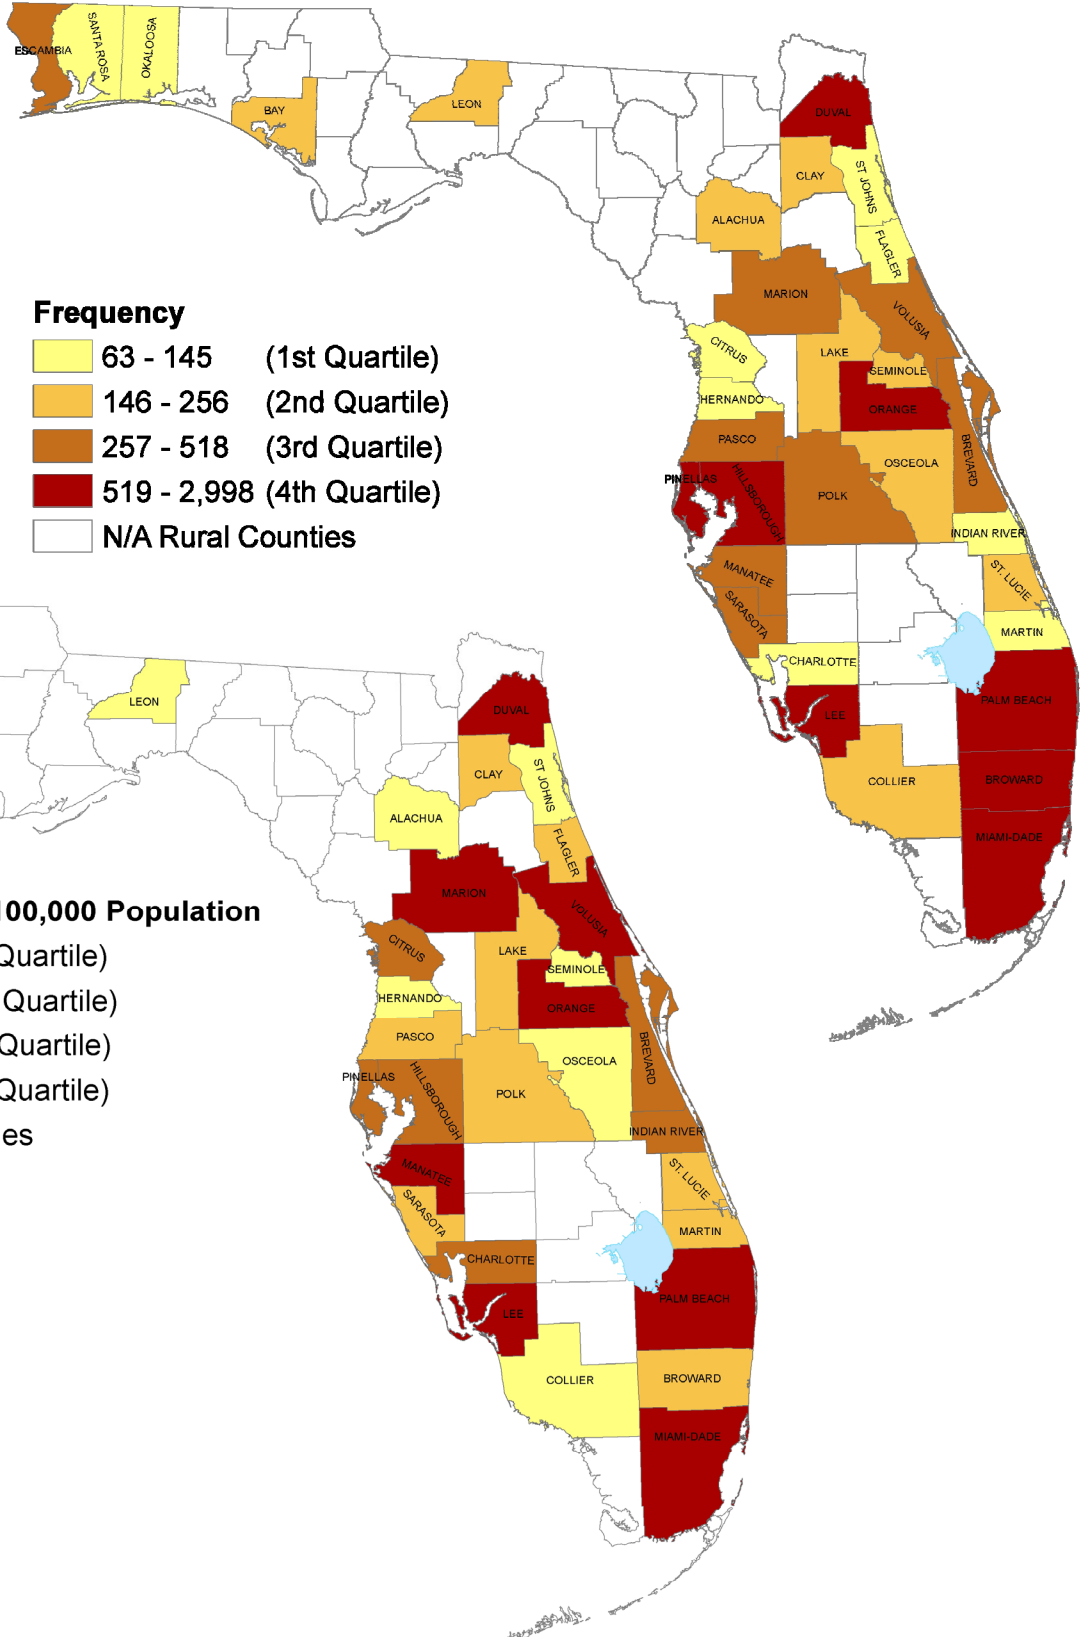 ESCAMBIA
SANTA ROSA
OKALOOSA
BAY
LEON
DUVAL
CLAY
ST JOHNS
ALACHUA
FLAGLER
MARION
VOLUSIA
CITRUS
LAKE
SEMINOLE
HERNANDO
ORANGE
PASCO
OSCEOLA
BREVARD
PINELLAS
HILLSBOROUGH
POLK
INDIAN RIVER
MANATEE
ST. LUCIE
SARASOTA
MARTIN
CHARLOTTE
PALM BEACH
LEE
COLLIER
BROWARD
MIAMI-DADE
Frequency
63 - 145 (1st Quartile)
146 - 256 (2nd Quartile)
257 - 518 (3rd Quartile)
519 - 2,998 (4th Quartile)
N/A Rural Counties
LEON
DUVAL
CLAY
ST JOHNS
ALACHUA
FLAGLER
MARION
VOLUSIA
CITRUS
LAKE
SEMINOLE
HERNANDO
ORANGE
PASCO
OSCEOLA
BREVARD
PINELLAS
HILLSBOROUGH
POLK
INDIAN RIVER
MANATEE
ST. LUCIE
SARASOTA
MARTIN
CHARLOTTE
PALM BEACH
LEE
COLLIER
BROWARD
MIAMI-DADE
100,000 Population
Quartile)
Quartile)
Quartile)
Quartile)
es